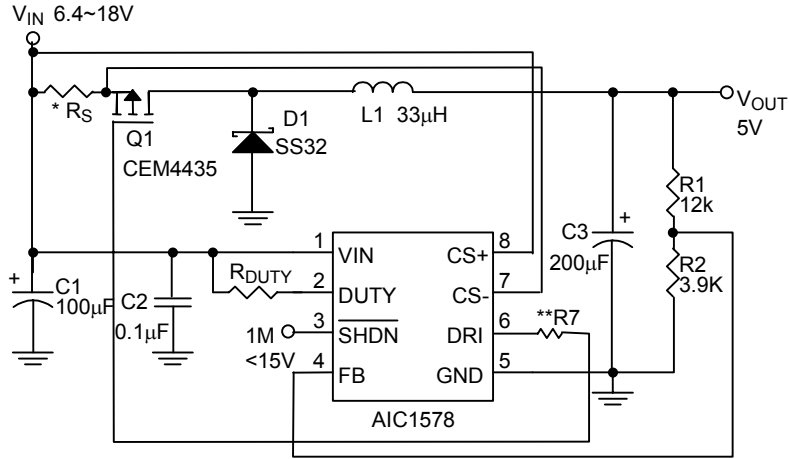 VIN 6.4~18V
* RS
Q1
CEM4435
D1
SS32
L1 33µH
VOUT
5V
R1
12k
C3 +
200µF
R2
3.9K
+ C1
100µF
C2
0.1µF
RDUTY
1 VIN CS+ 8
2 DUTY CS- 7
3 SHDN DRI 6
4 FB GND 5
1M
<15V
**R7
AIC1578